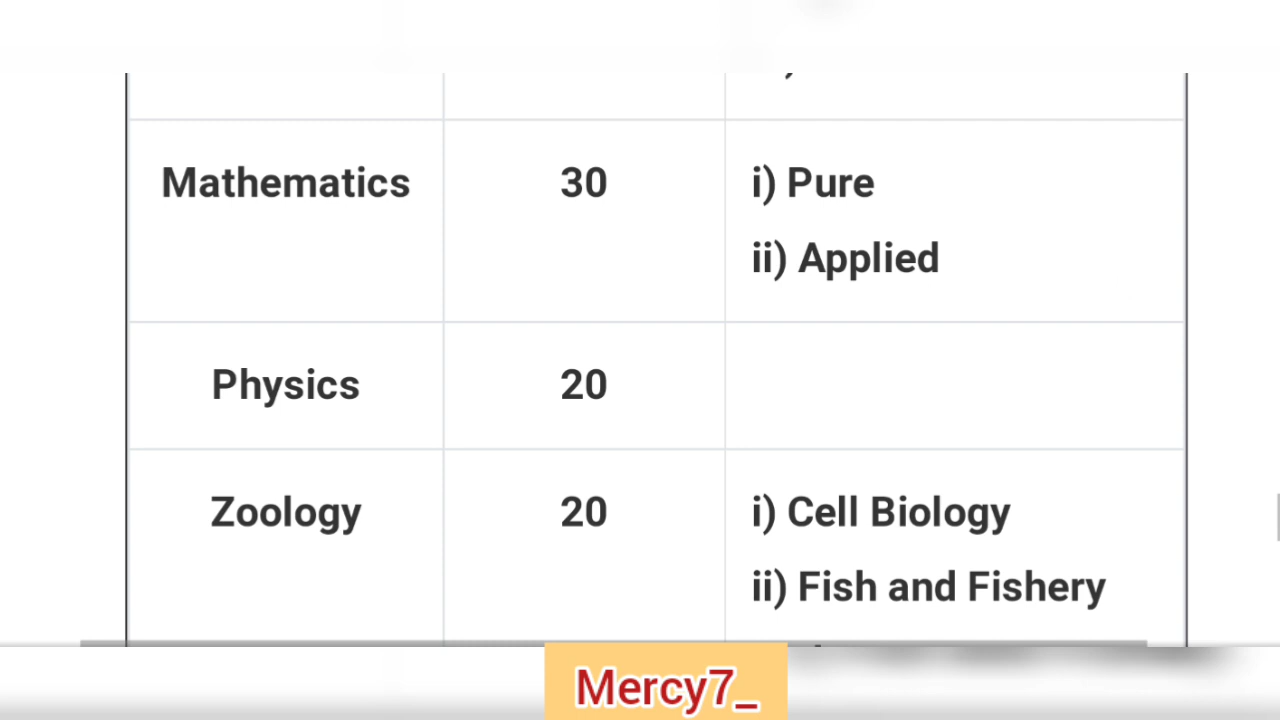 Mathematics 30 i) Pure
ii) Applied
Physics 20
Zoology 20 i) Cell Biology
ii) Fish and Fishery
Mercy7_